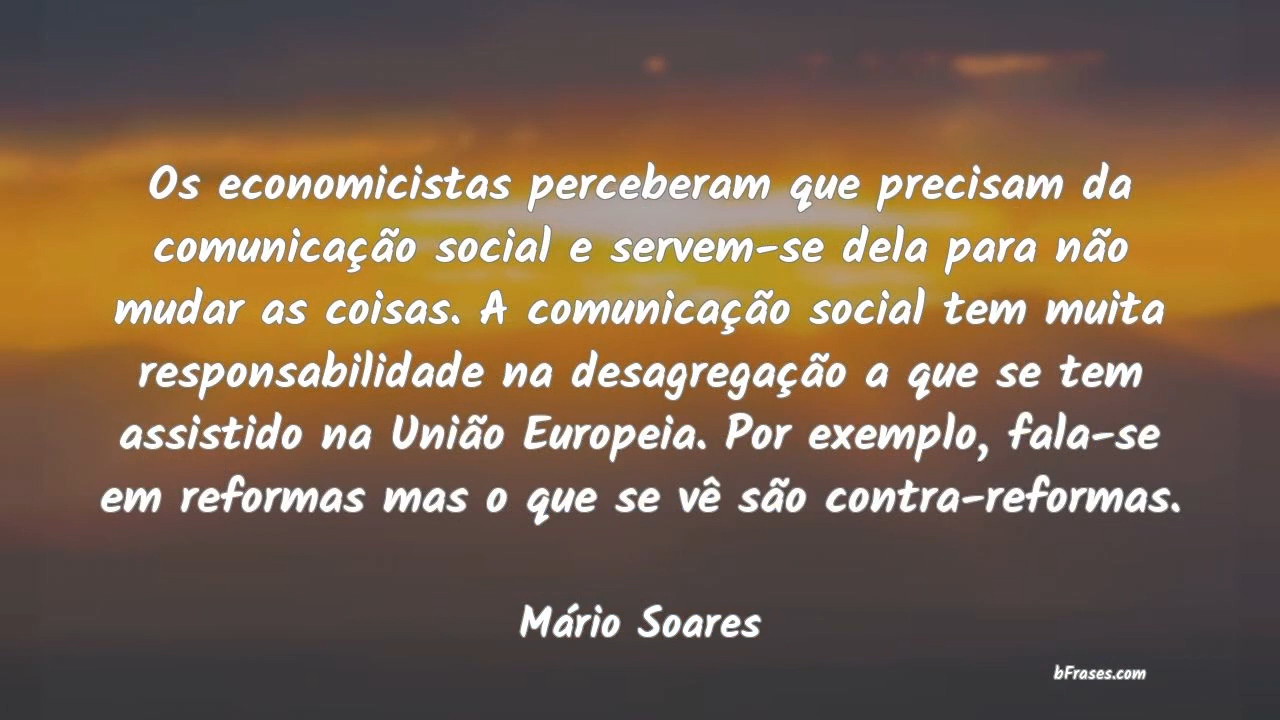 Os economicistas perceberam que precisam da
comunicação social e servem-se dela para não
mudar as coisas. A comunicação social tem muita
responsabilidade na desagregação a que se tem
assistido na União Europeia. Por exemplo, fala-se
em reformas mas o que se vê são contra-reformas.
Mário Soares
bFrases.com